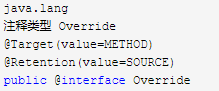 java.lang
注释类型 Override
@Target(value=METHOD)
@Retention(value=SOURCE)
public @interface Override